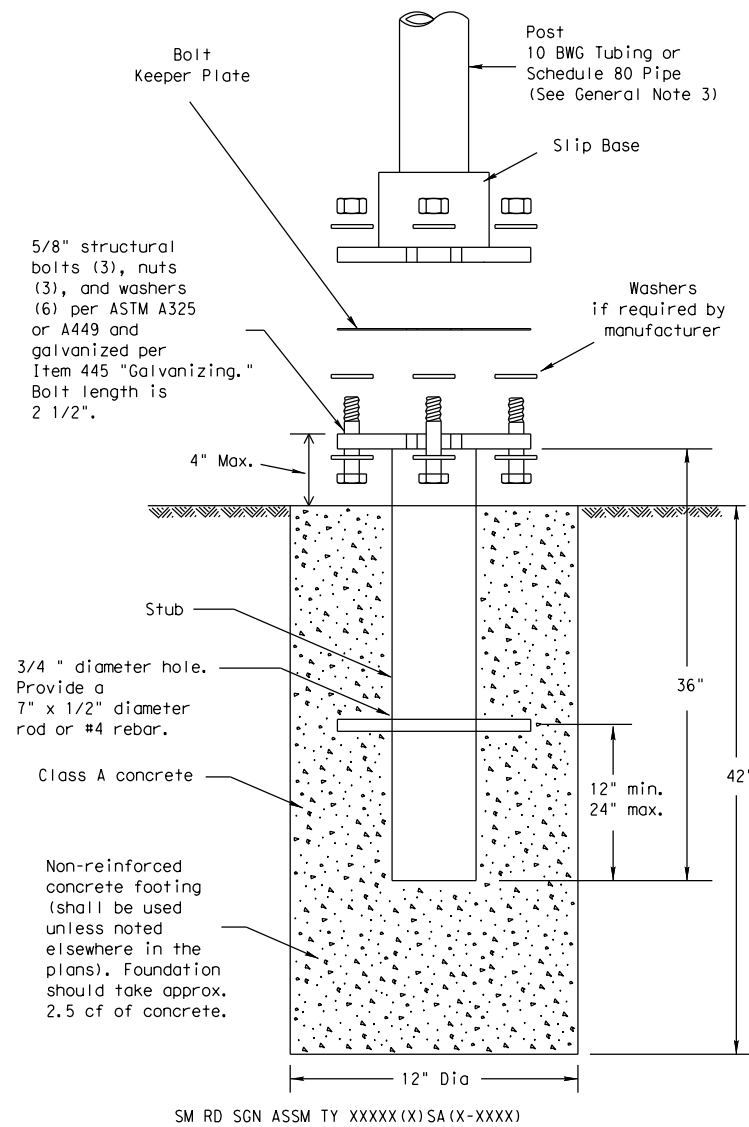 Post
10 BWG Tubing or
Schedule 80 Pipe
(See General Note 3)
Bolt
Keeper Plate
Slip Base
5/8" structural
bolts (3), nuts
(3), and washers
(6) per ASTM A325
or A449 and
galvanized per
Item 445 "Galvanizing."
Bolt length is
2 1/2".
Washers
if required by
manufacturer
4" Max.
Stub
3/4 " diameter hole.
Provide a
7" x 1/2" diameter
rod or #4 rebar.
36"
Class A concrete
12" min.
24" max.
42"
Non-reinforced
concrete footing
(shall be used
unless noted
elsewhere in the
plans). Foundation
should take approx.
2.5 cf of concrete.
12" Dia
SM RD SGN ASSM TY XXXXX(X)SA(X-XXXX)